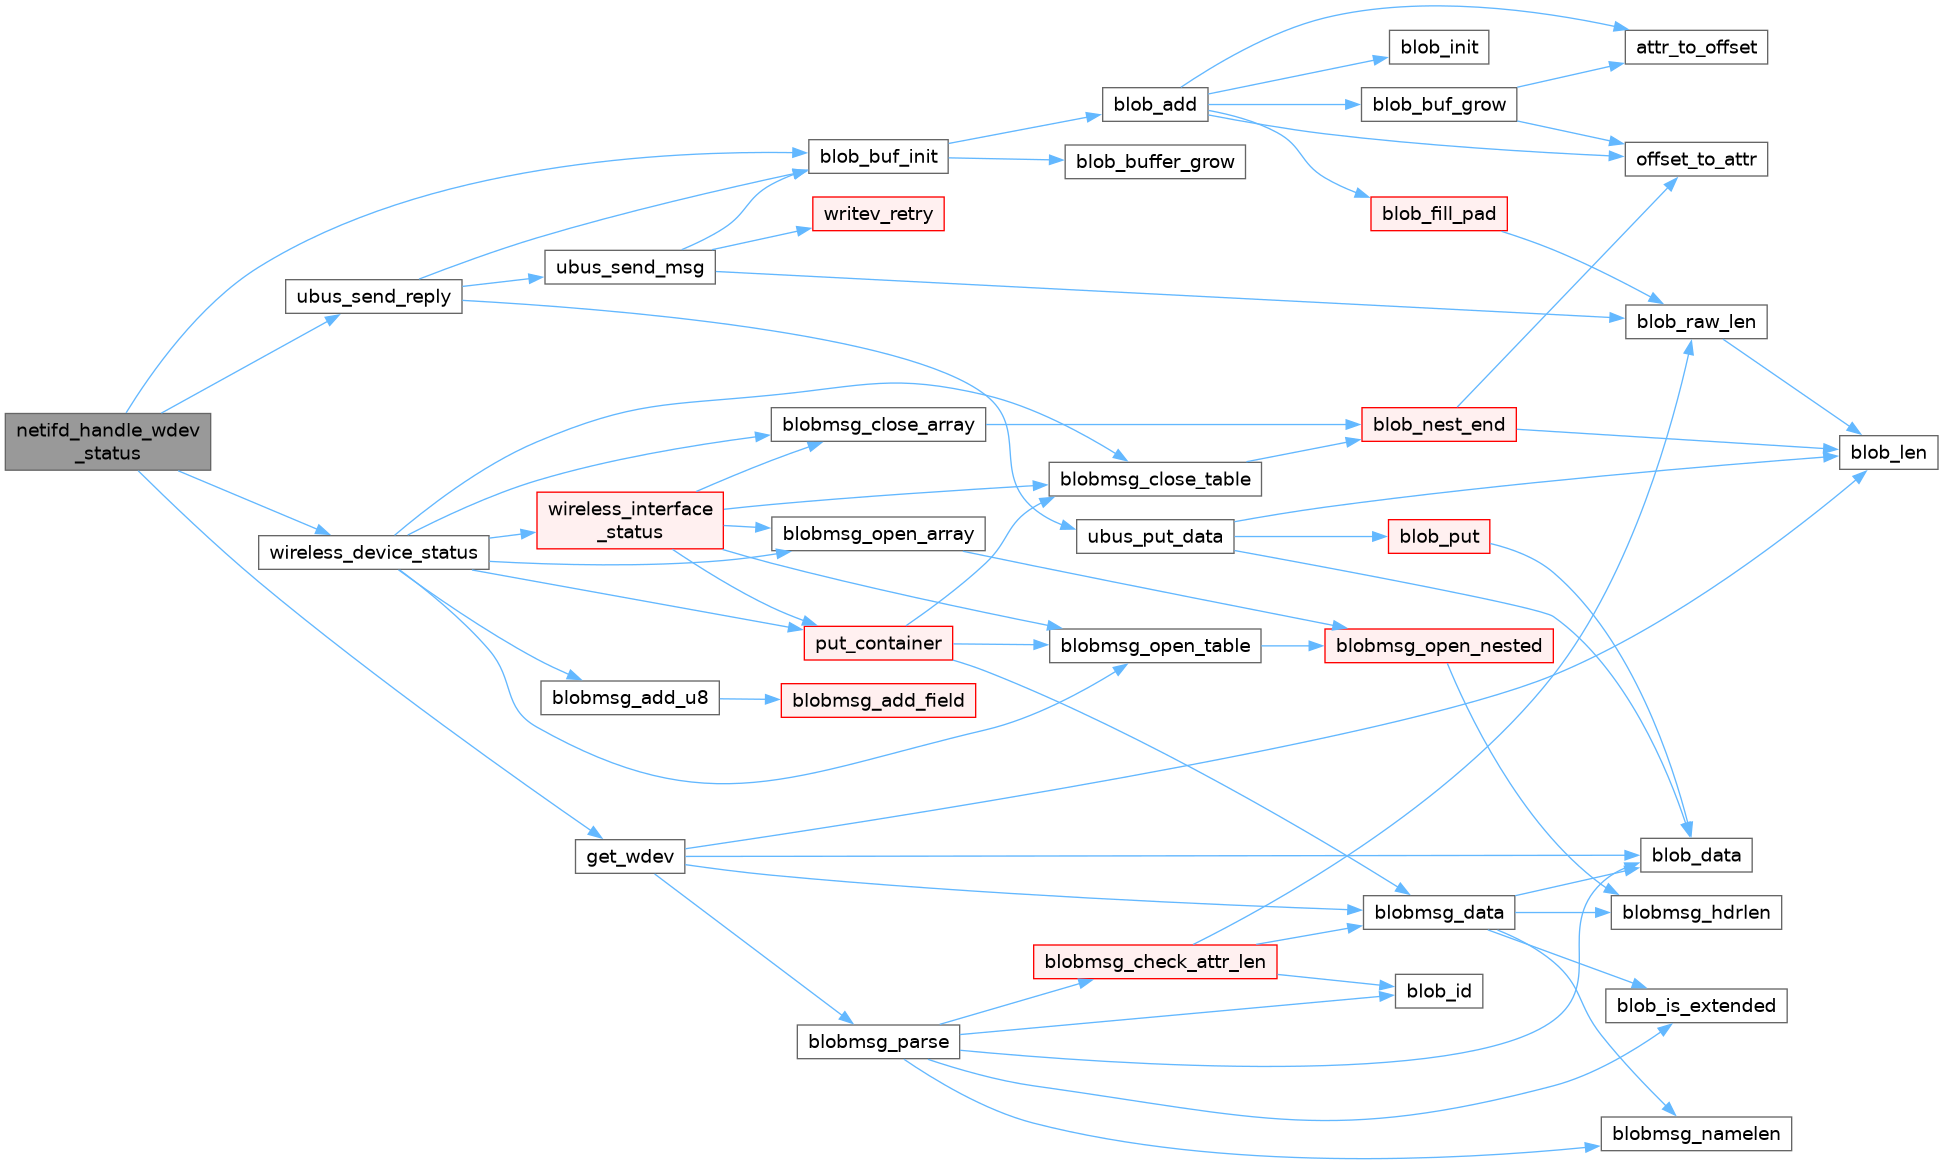 netifd_handle_wdev
_status
ubus_send_reply
wireless_device_status
get_wdev
ubus_send_msg
wireless_interface
_status
blobmsg_add_u8
blob_buf_init
writev_retry
blobmsg_close_array
blobmsg_open_array
put_container
blobmsg_add_field
blobmsg_parse
blob_add
blob_buffer_grow
blobmsg_close_table
ubus_put_data
blobmsg_open_table
blobmsg_check_attr_len
blob_init
blob_buf_grow
blob_fill_pad
blob_nest_end
blob_put
blobmsg_open_nested
blobmsg_data
blob_id
attr_to_offset
offset_to_attr
blob_raw_len
blob_len
blob_data
blobmsg_hdrlen
blob_is_extended
blobmsg_namelen